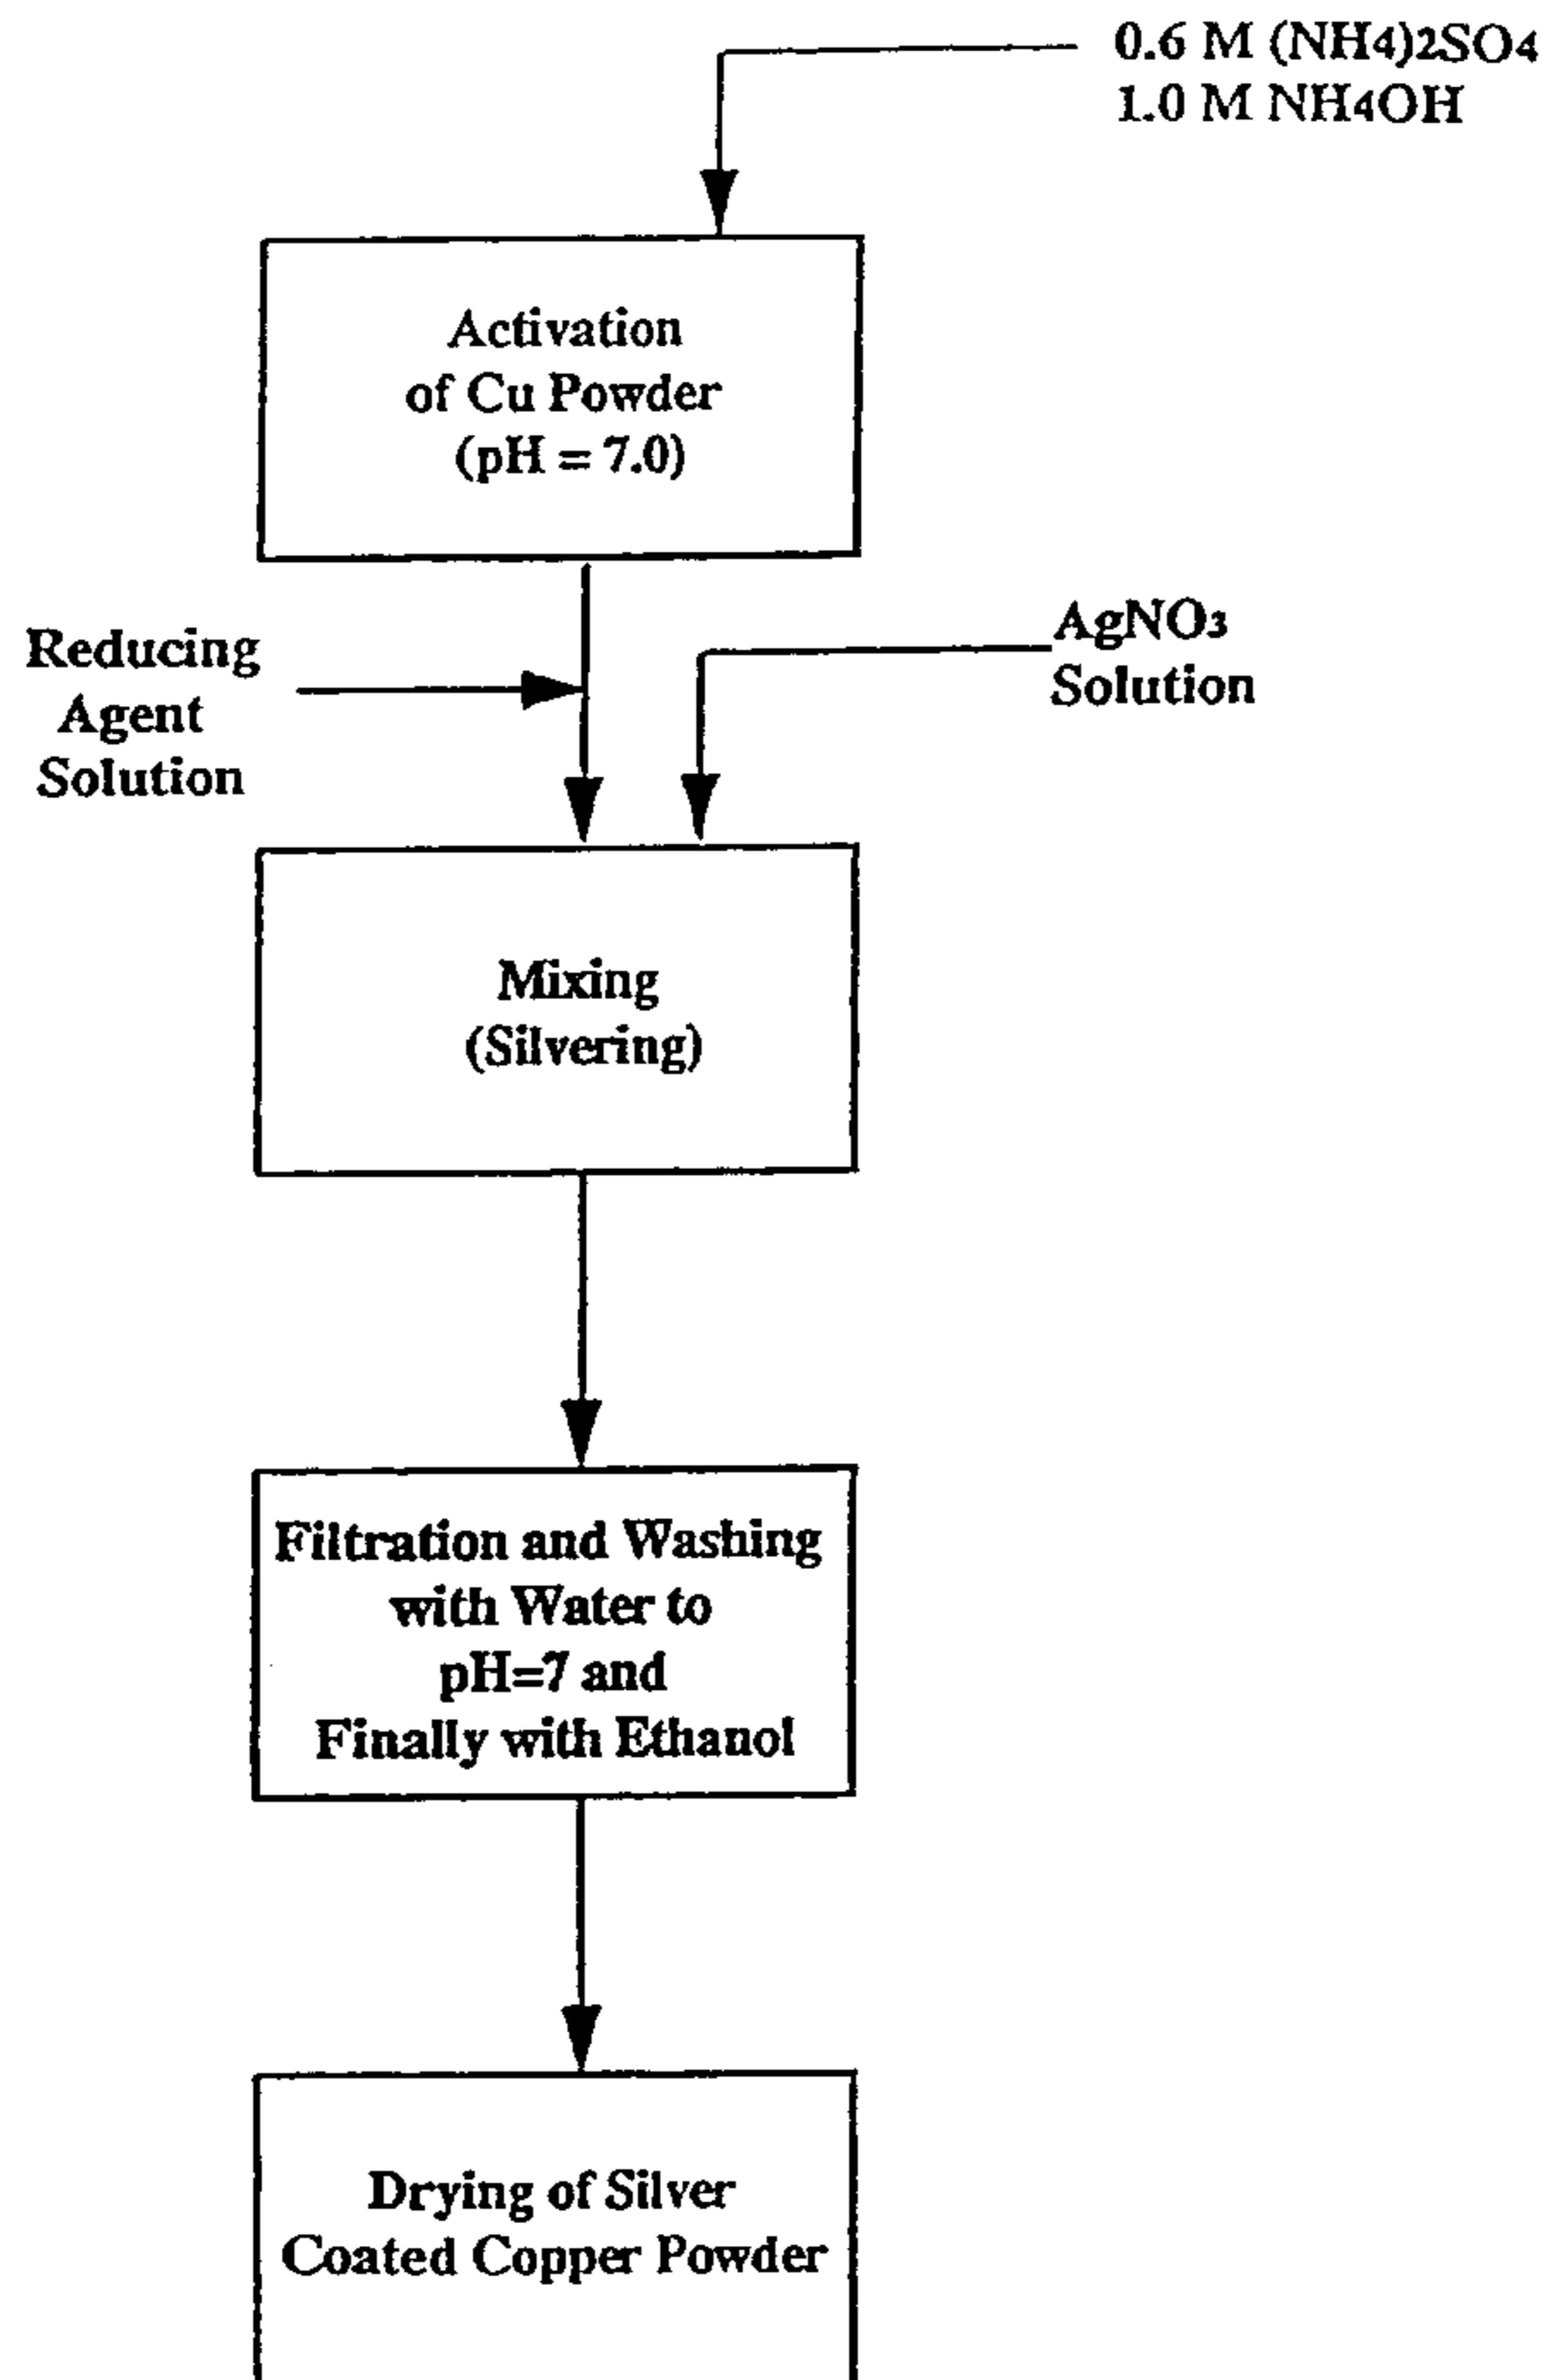 0.6 M (NH4)2SO4
1.0 M NH4OH
Activation
of Cu Powder
(pH = 7.0)
Reducing
Agent
Solution
AgNO3
Solution
Mixing
(Silvering)
Filtration and Washing
with Water to
pH=7 and
Finally with Ethanol
Drying of Silver
Coated Copper Powder